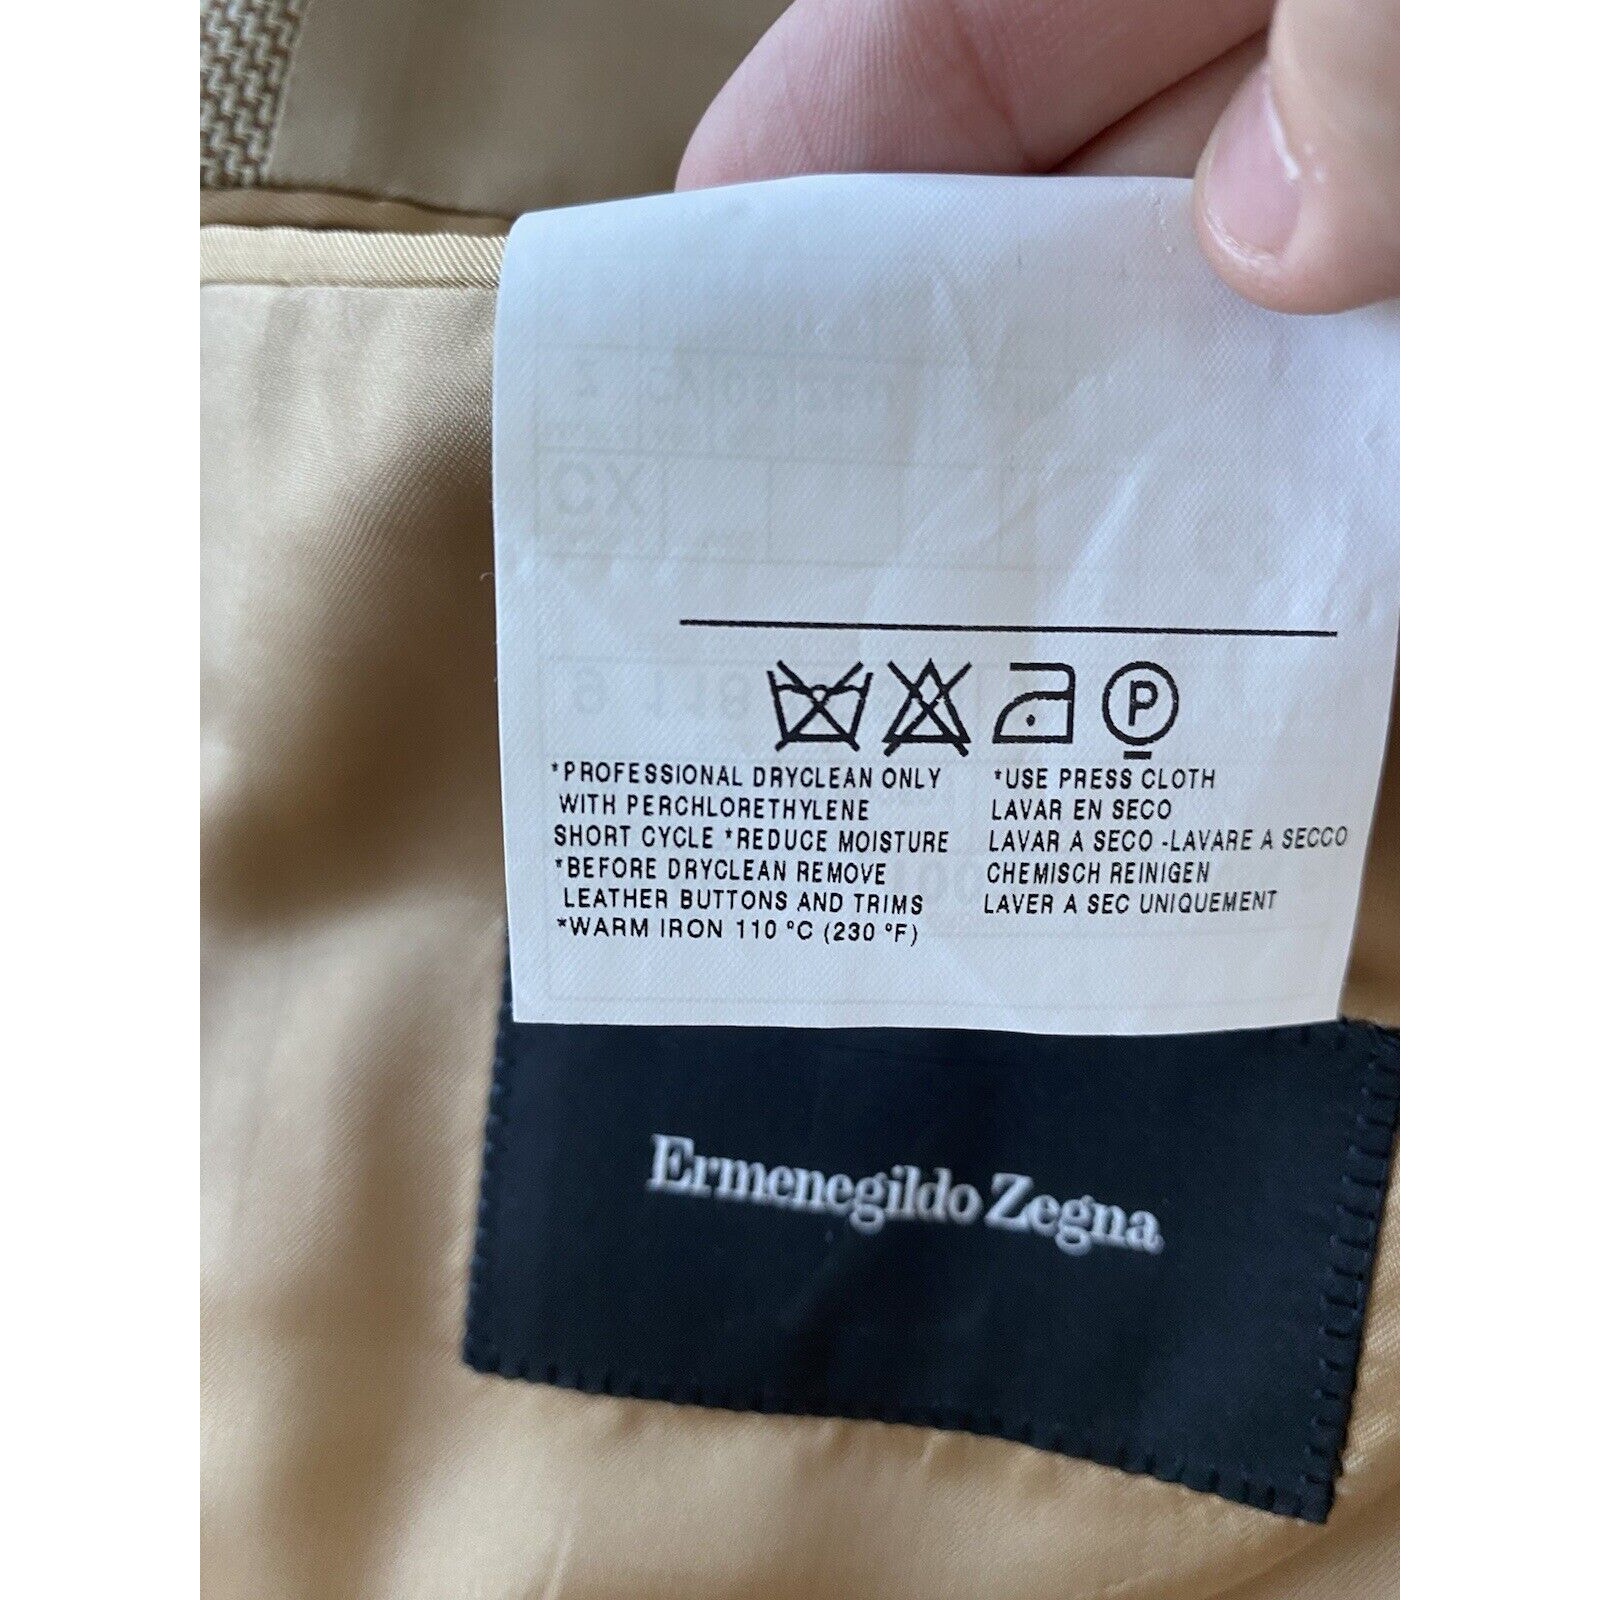 P
*PROFESSIONAL DRYCLEAN ONLY
WITH PERCHLORETHYLENE
SHORT CYCLE *REDUCE MOISTURE
*BEFORE DRYCLEAN REMOVE
LEATHER BUTTONS AND TRIMS
*WARM IRON 110 °C (230 °F)
*USE PRESS CLOTH
LAVAR EN SECO
LAVAR A SECO -LAVARE A SECCO
CHEMISCH REINIGEN
LAVER A SEC UNIQUEMENT
Ermenegildo Zegna